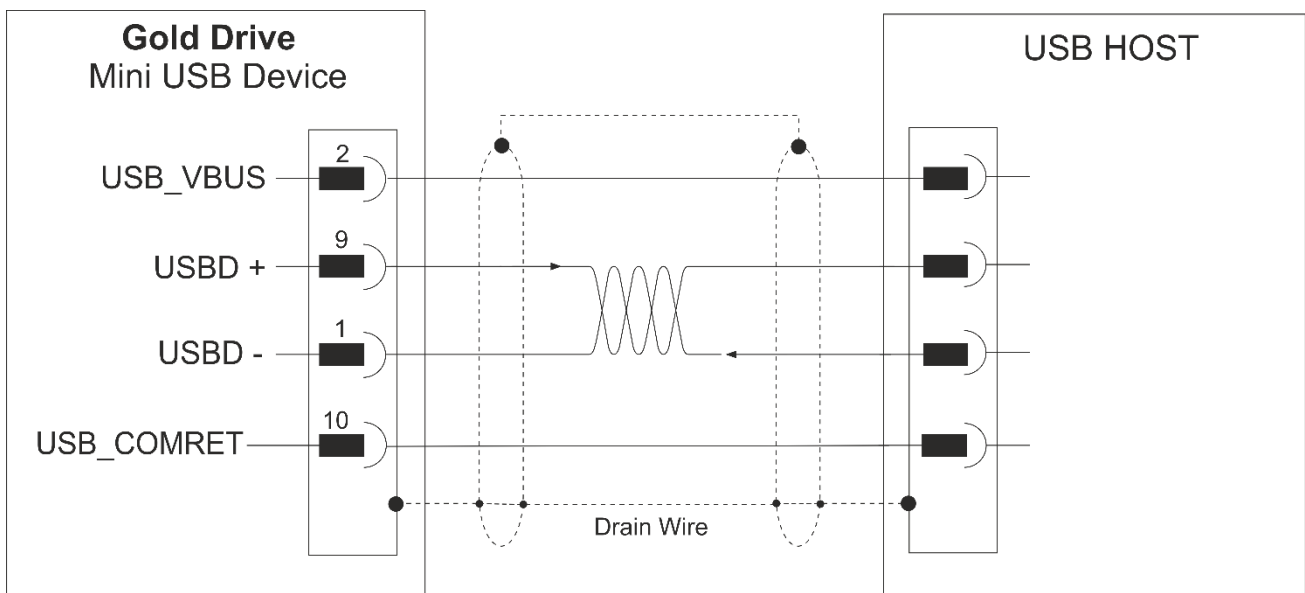 Gold Drive
Mini USB Device
USB HOST
2
USB_VBUS
9
USBD +
1
USBD -
10
USB_COMRET
Drain Wire